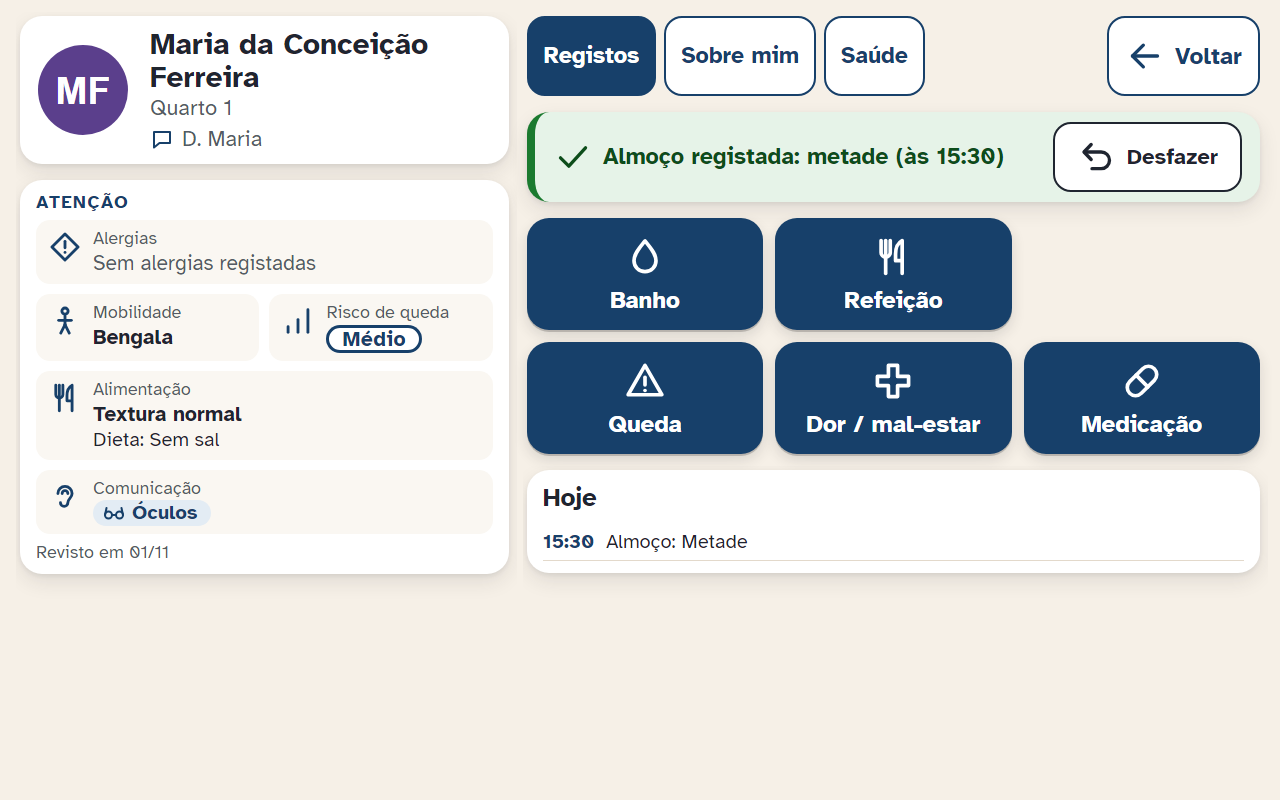 MF
Maria da Conceição
Ferreira
Quarto 1
D. Maria
ATENÇÃO
Alergias
Sem alergias registadas
Mobilidade
Bengala
Risco de queda
Médio
Alimentação
Textura normal
Dieta: Sem sal
Comunicação
Óculos
Revisto em 01/11
Registos
Sobre mim
Saúde
Voltar
Almoço registada: metade (às 15:30)
Desfazer
Banho
Refeição
Queda
Dor / mal-estar
Medicação
Hoje
15:30 Almoço: Metade